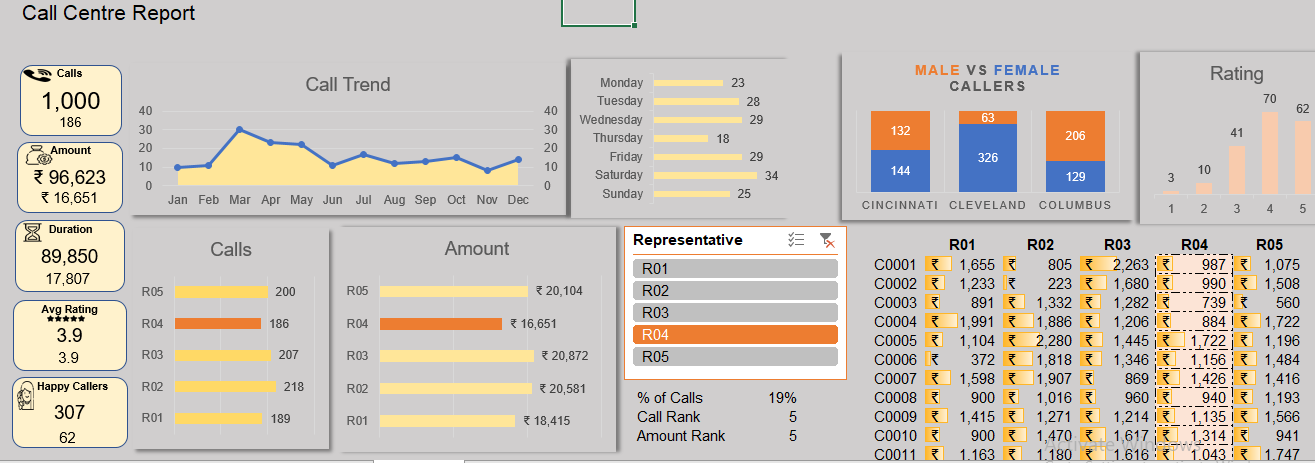 Call Centre Report
Calls
1,000
186
Amount
₹ 96,623
₹ 16,651
Duration
89,850
17,807
Avg Rating
★★★★★
3.9
3.9
Happy Callers
307
62
Call Trend
40 40
30 30
20 20
10 10
0 0
Jan Feb Mar Apr May Jun Jul Aug Sep Oct Nov Dec
Monday 23
Tuesday 28
Wednesday 29
Thursday 18
Friday 29
Saturday 34
Sunday 25
MALE VS FEMALE
CALLERS
132 63 206
144 326 129
CINCINNATI CLEVELAND COLUMBUS
Rating
3 10 41 70 62
1 2 3 4 5
Calls
R05 200
R04 186
R03 207
R02 218
R01 189
Amount
R05 ₹ 20,104
R04 ₹ 16,651
R03 ₹ 20,872
R02 ₹ 20,581
R01 ₹ 18,415
Representative
R01
R02
R03
R04
R05
% of Calls 19%
Call Rank 5
Amount Rank 5
R01 R02 R03 R04 R05
C0001 ₹ 1,655 ₹ 805 ₹ 2,263 ₹ 987 ₹ 1,075
C0002 ₹ 1,233 ₹ 223 ₹ 1,680 ₹ 990 ₹ 1,508
C0003 ₹ 891 ₹ 1,332 ₹ 1,282 ₹ 739 ₹ 560
C0004 ₹ 1,991 ₹ 1,886 ₹ 1,206 ₹ 884 ₹ 1,722
C0005 ₹ 1,104 ₹ 2,280 ₹ 1,445 ₹ 1,722 ₹ 1,196
C0006 ₹ 372 ₹ 1,818 ₹ 1,346 ₹ 1,156 ₹ 1,484
C0007 ₹ 1,598 ₹ 1,907 ₹ 869 ₹ 1,426 ₹ 1,416
C0008 ₹ 900 ₹ 1,016 ₹ 960 ₹ 940 ₹ 1,193
C0009 ₹ 1,415 ₹ 1,271 ₹ 1,214 ₹ 1,135 ₹ 1,566
C0010 ₹ 900 ₹ 1,470 ₹ 1,617 ₹ 1,314 ₹ 941
C0011 ₹ 1,163 ₹ 1,180 ₹ 1,616 ₹ 1,043 ₹ 1,747
Activate Windows